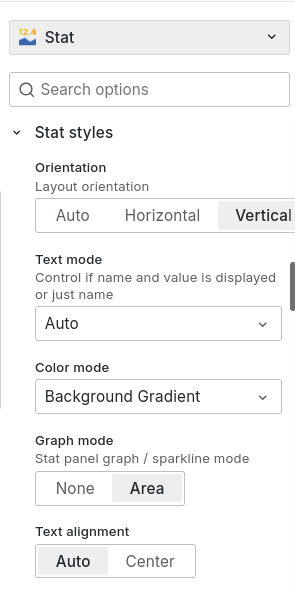 12.4
Stat
Search options
Stat styles
Orientation
Layout orientation
Auto Horizontal Vertical
Text mode
Control if name and value is displayed
or just name
Auto
Color mode
Background Gradient
Graph mode
Stat panel graph / sparkline mode
None Area
Text alignment
Auto Center